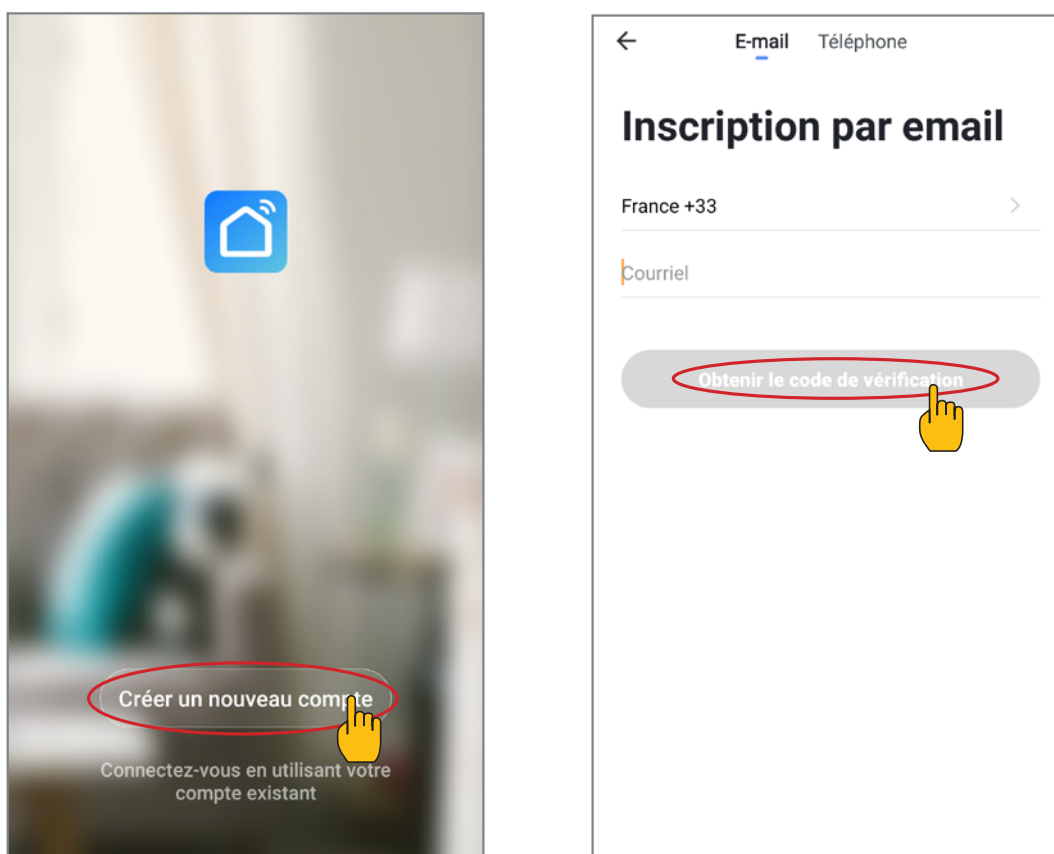 Créer un nouveau compte
Connectez-vous en utilisant votre
compte existant
E-mail Téléphone
Inscription par email
France +33
Courriel
Obtenir le code de vérification